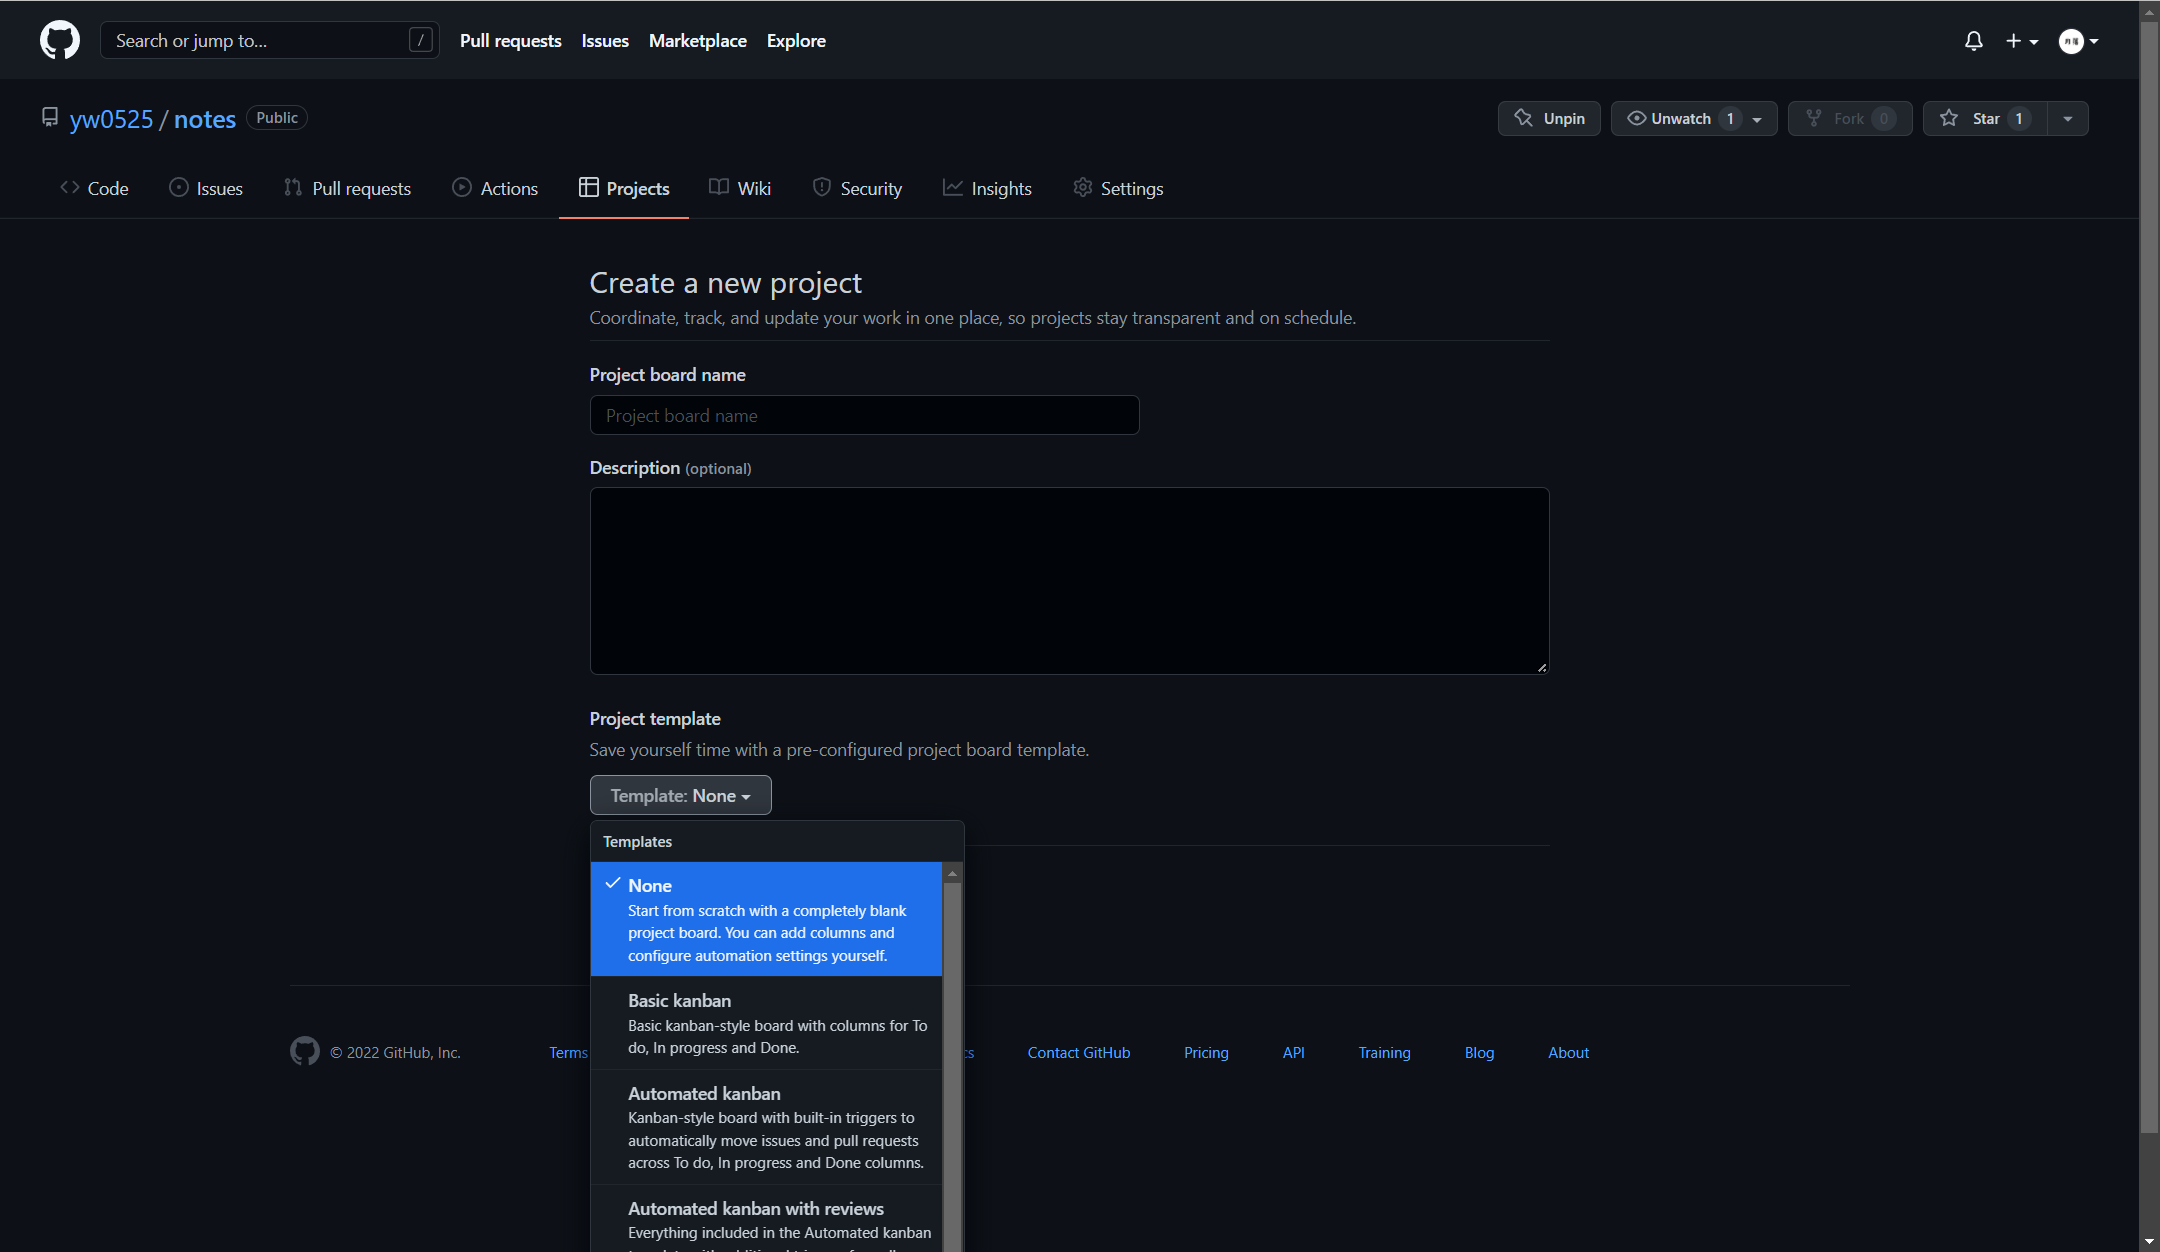 Search or jump to... /
Pull requests Issues Marketplace Explore
yw0525 / notes Public
Unpin Unwatch 1 Fork 0 Star 1
Code Issues Pull requests Actions Projects Wiki Security Insights Settings
Create a new project
Coordinate, track, and update your work in one place, so projects stay transparent and on schedule.
Project board name
Project board name
Description (optional)
Project template
Save yourself time with a pre-configured project board template.
Template: None
Templates
None
Start from scratch with a completely blank
project board. You can add columns and
configure automation settings yourself.
Basic kanban
Basic kanban-style board with columns for To
do, In progress and Done.
Automated kanban
Kanban-style board with built-in triggers to
automatically move issues and pull requests
across To do, In progress and Done columns.
Automated kanban with reviews
Everything included in the Automated kanban
© 2022 GitHub, Inc. Terms cs Contact GitHub Pricing API Training Blog About